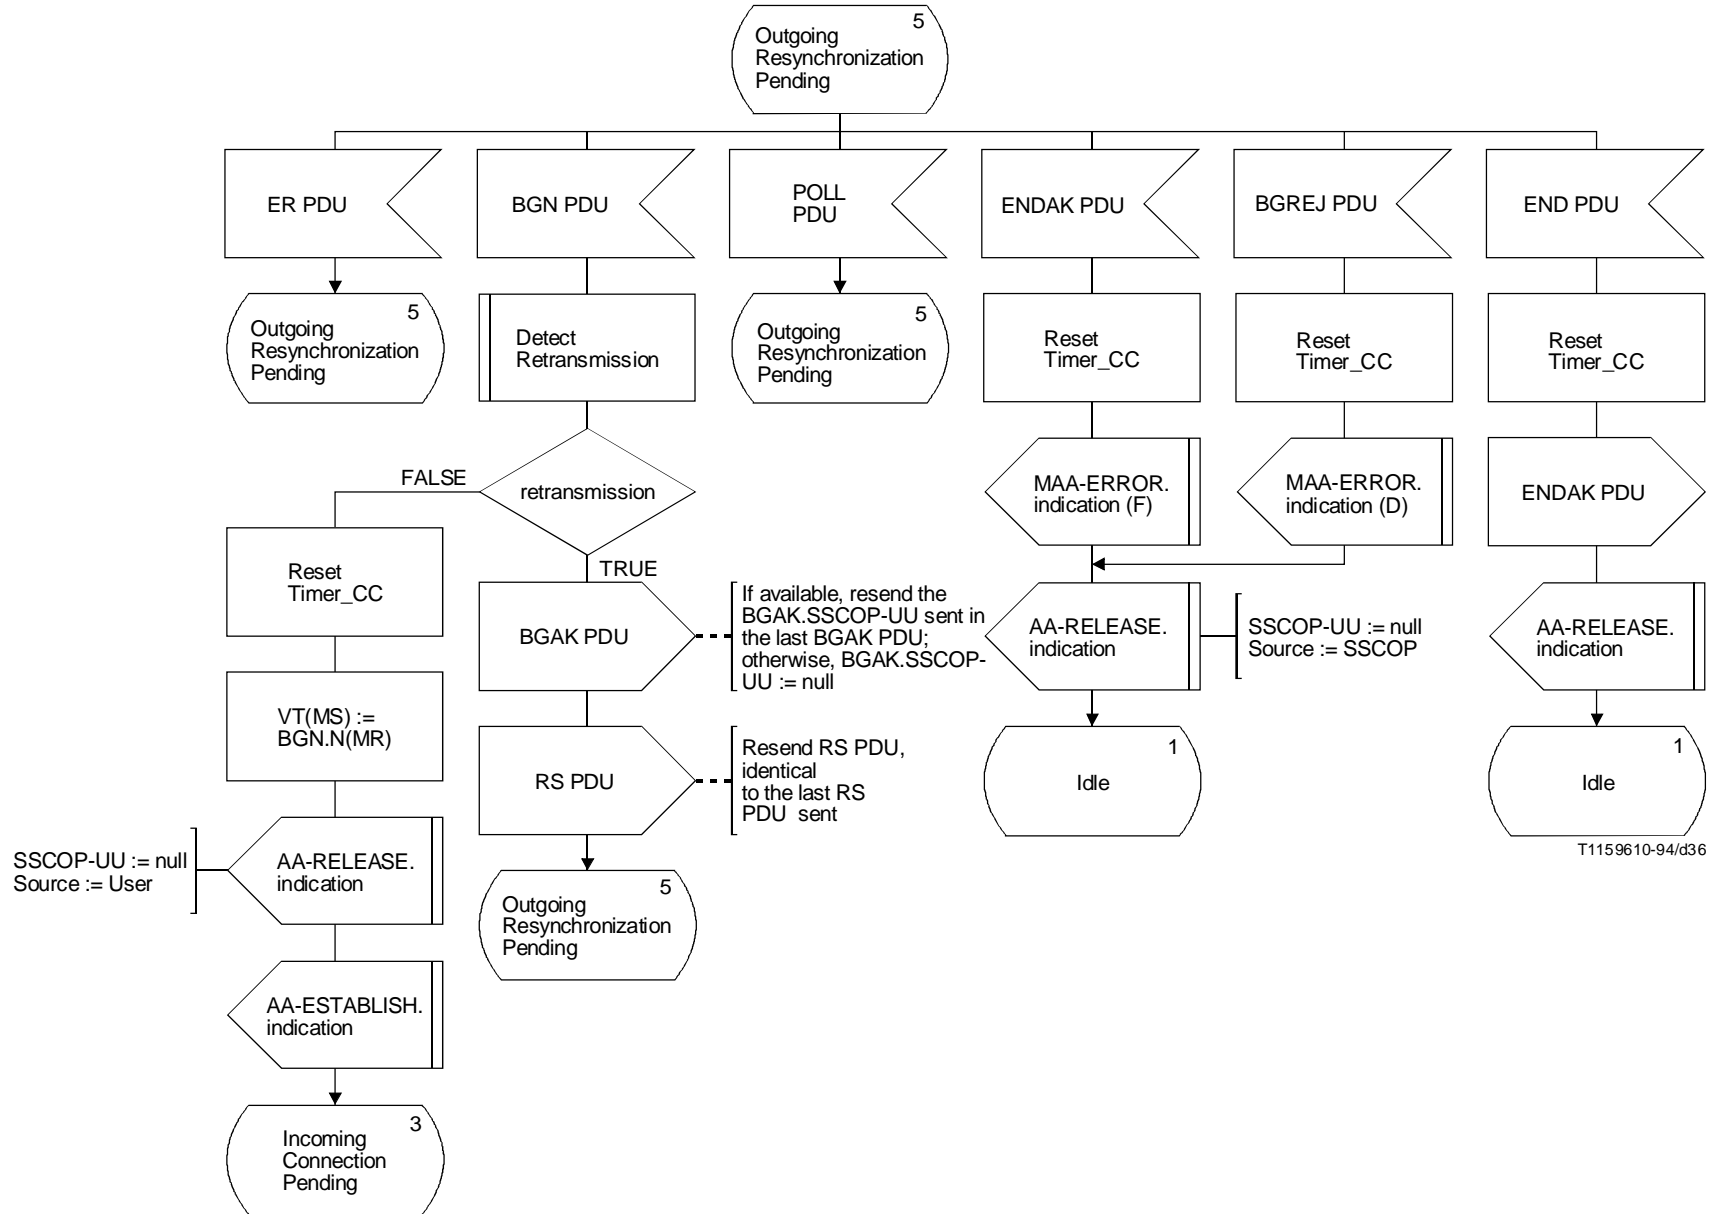 5
Outgoing
Resynchronization
Pending
ER PDU
BGN PDU
POLL
PDU
ENDAK PDU
BGREJ PDU
END PDU
5
Outgoing
Resynchronization
Pending
Detect
Retransmission
5
Outgoing
Resynchronization
Pending
Reset
Timer_CC
Reset
Timer_CC
Reset
Timer_CC
FALSE
retransmission
TRUE
MAA-ERROR.
indication (F)
MAA-ERROR.
indication (D)
ENDAK PDU
Reset
Timer_CC
BGAK PDU
If available, resend the
BGAK.SSCOP-UU sent in
the last BGAK PDU;
otherwise, BGAK.SSCOP-
UU := null
AA-RELEASE.
indication
SSCOP-UU := null
Source := SSCOP
AA-RELEASE.
indication
VT(MS) :=
BGN.N(MR)
RS PDU
Resend RS PDU,
identical
to the last RS
PDU sent
1
Idle
1
Idle
T1159610-94/d36
SSCOP-UU := null
Source := User
AA-RELEASE.
indication
5
Outgoing
Resynchronization
Pending
AA-ESTABLISH.
indication
3
Incoming
Connection
Pending